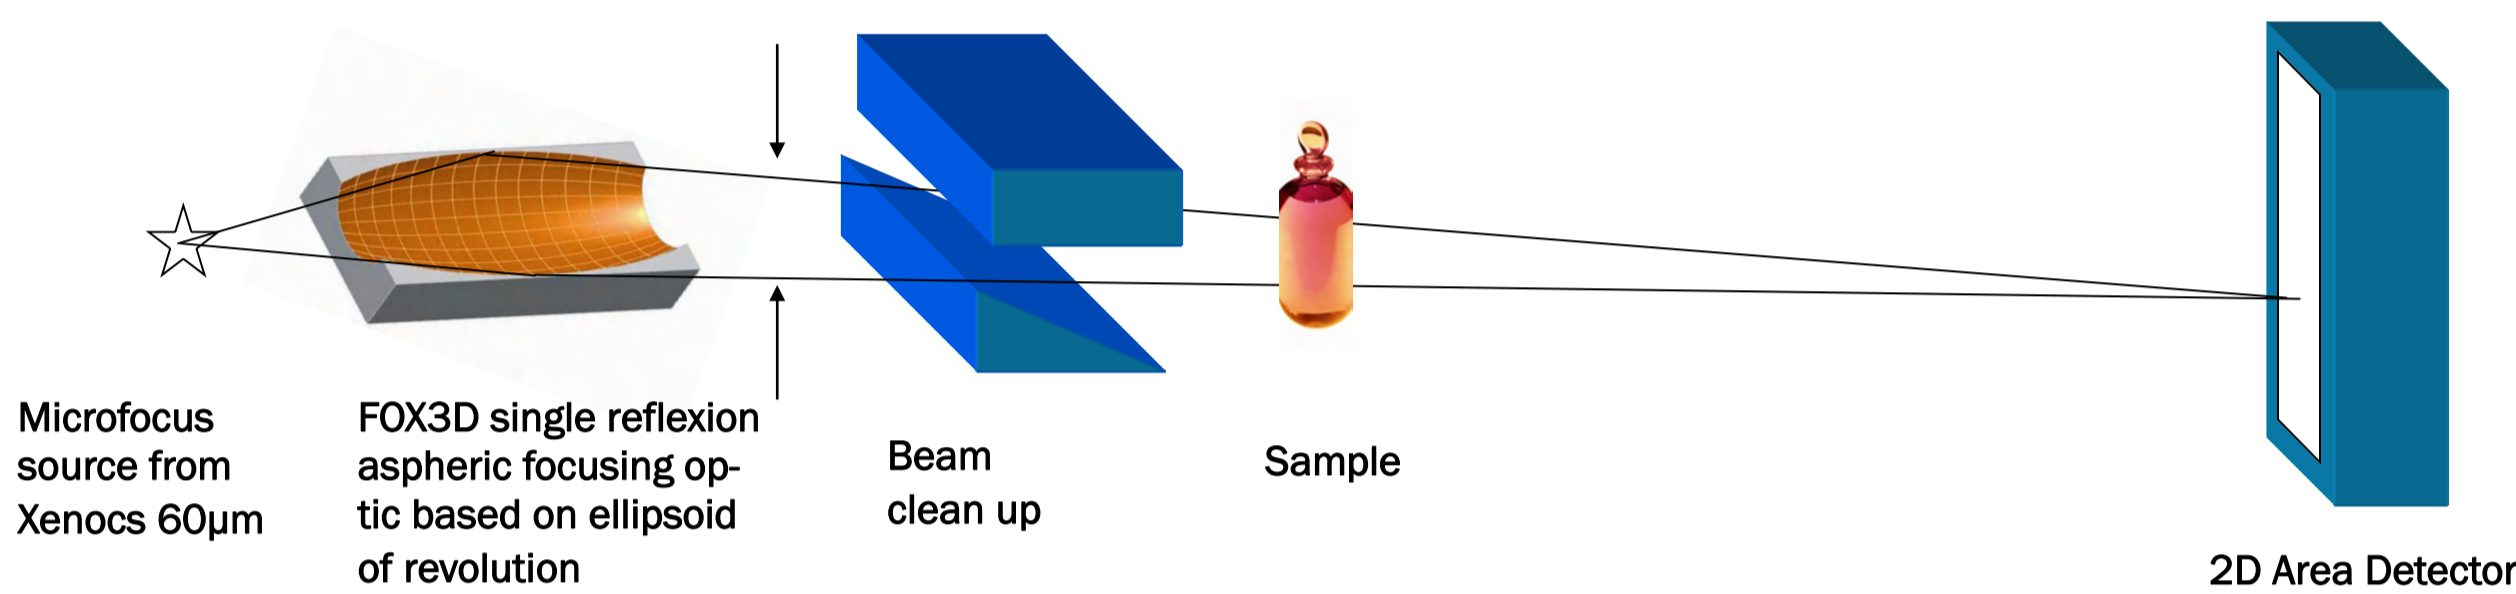 Microfocus
source from
Xenocs 60µm
FOX3D single reflexion
aspheric focusing op-
tic based on ellipsoid
of revolution
Beam
clean up
Sample
2D Area Detector